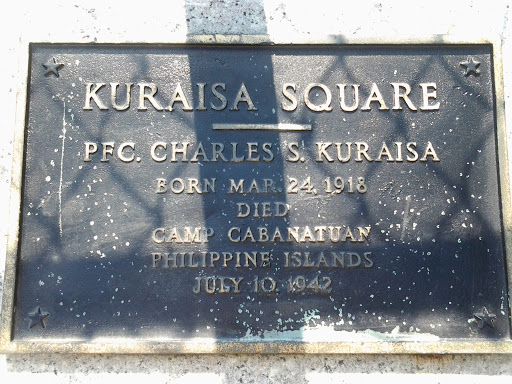 KURAISA SQUARE
PFC. CHARLES S. KURAISA
BORN MAR. 24, 1918
DIED
CAMP CABANATUAN
PHILIPPINE ISLANDS
JULY 10, 1942